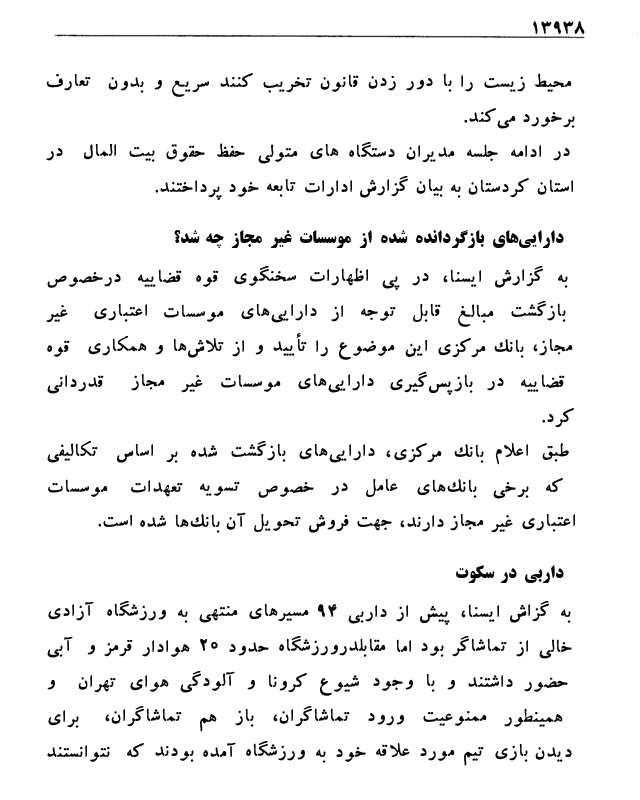 ۱۳۹۳۸
محیط زیست را با دور زدن قانون تخریب کنند سریع و بدون تعارف
برخورد می‌کند.
در ادامه جلسه مدیران دستگاه های متولی حفظ حقوق بیت المال در
استان کردستان به بیان گزارش ادارات تابعه خود پرداختند.
دارایی‌های بازگردانده شده از موسسات غیر مجاز چه شد؟
به گزارش ایسنا، در پی اظهارات سخنگوی قوه قضاییه درخصوص
بازگشت مبالغ قابل توجه از دارایی‌های موسسات اعتباری غیر
مجاز، بانک مرکزی این موضوع را تأیید و از تلاش‌ها و همکاری قوه
قضاییه در بازپس‌گیری دارایی‌های موسسات غیر مجاز قدردانی
کرد.
طبق اعلام بانک مرکزی، دارایی‌های بازگشت شده بر اساس تکالیفی
که برخی بانک‌های عامل در خصوص تسویه تعهدات موسسات
اعتباری غیر مجاز دارند، جهت فروش تحویل آن بانک‌ها شده است.
داربی در سکوت
به گزاش ایسنا، پیش از داربی ۹۴ مسیرهای منتهی به ورزشگاه آزادی
خالی از تماشاگر بود اما مقابلدرورزشگاه حدود ۲۰ هوادار قرمز و آبی
حضور داشتند و با وجود شیوع کرونا و آلودگی هوای تهران و
همینطور ممنوعیت ورود تماشاگران، باز هم تماشاگران، برای
دیدن بازی تیم مورد علاقه خود به ورزشگاه آمده بودند که نتوانستند